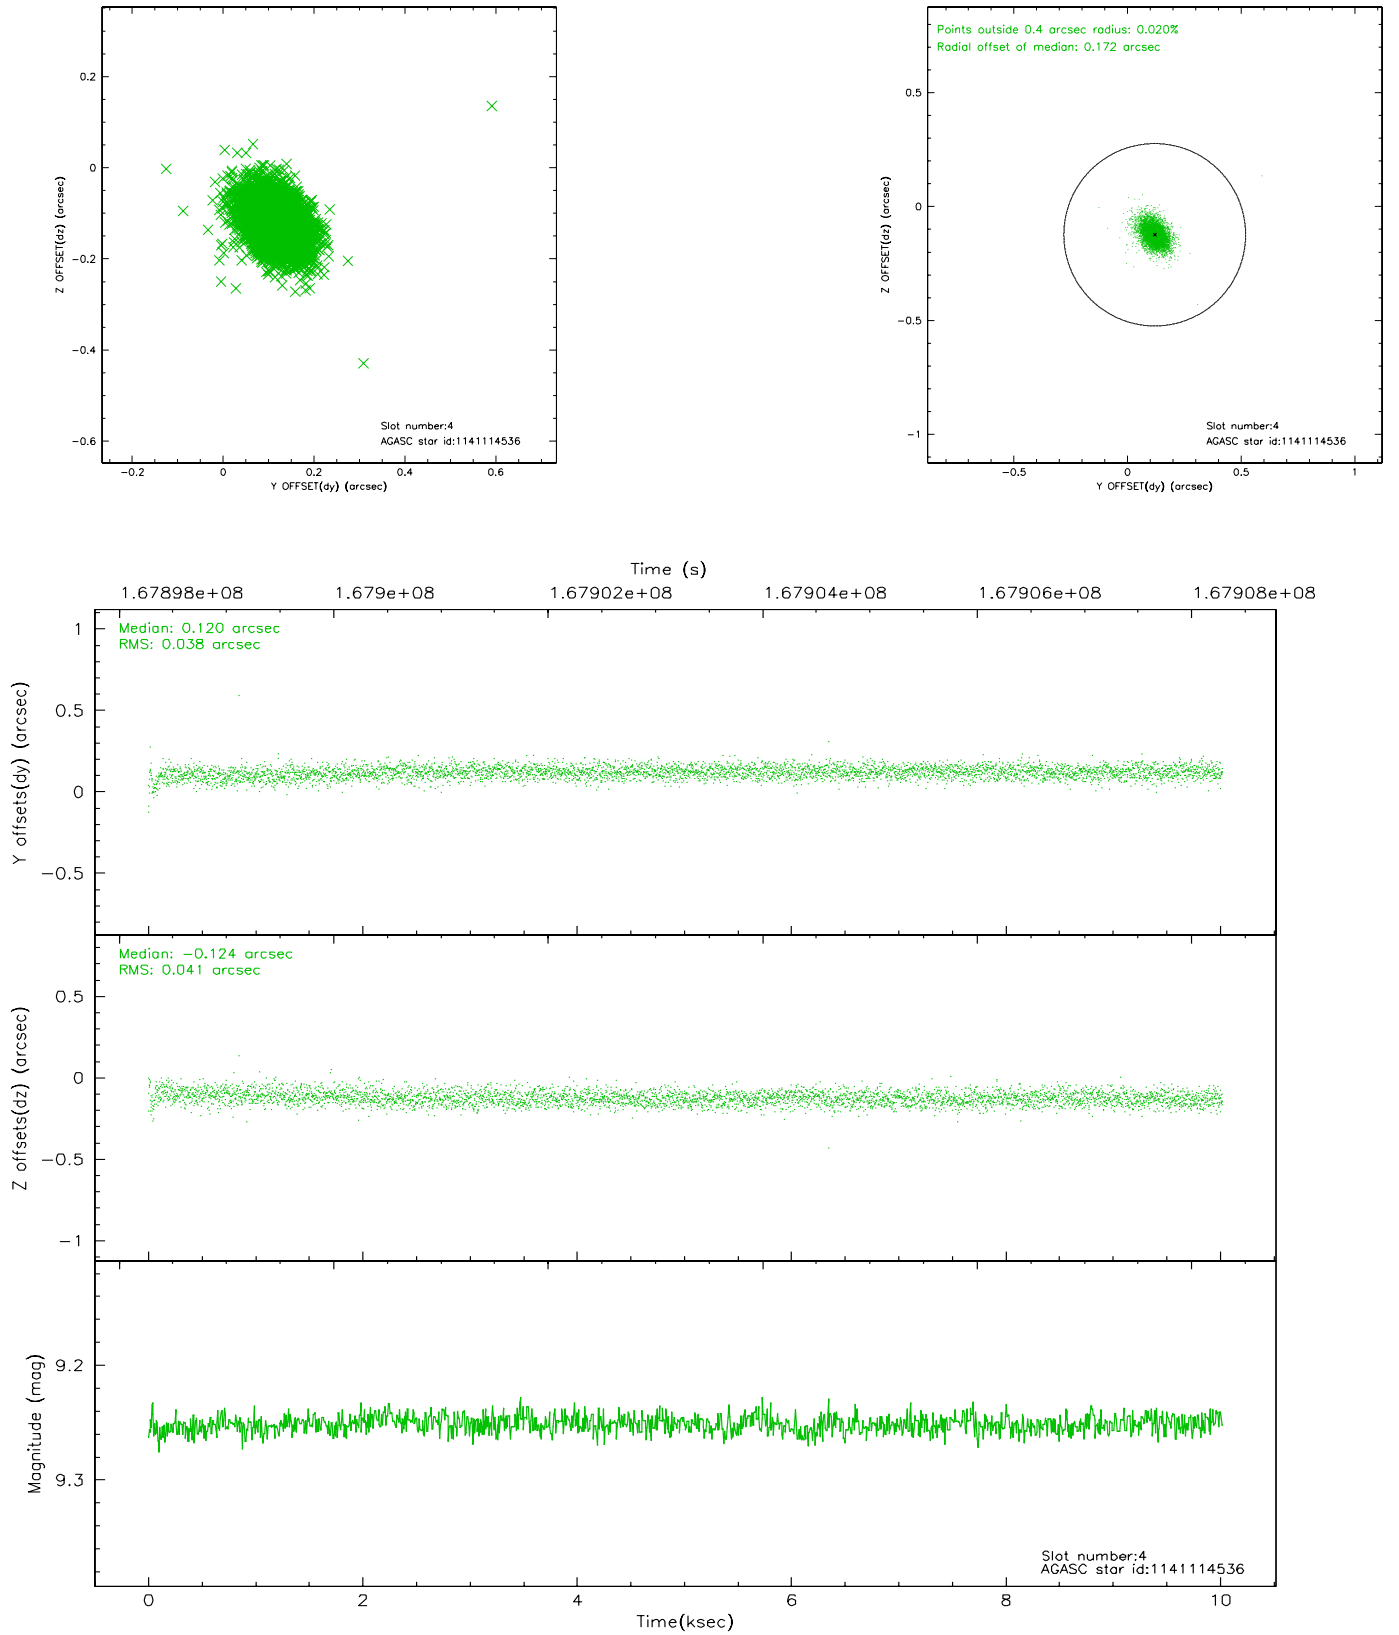 0.2
0
−0.2
−0.4
−0.6
Z OFFSET(dz) (arcsec)
−0.2 0 0.2 0.4 0.6
Y OFFSET(dy) (arcsec)
Slot number:4
AGASC star id:1141114536
Points outside 0.4 arcsec radius: 0.020%
Radial offset of median: 0.172 arcsec
0.5
0
−0.5
−1
Z OFFSET(dz) (arcsec)
−0.5 0 0.5 1
Y OFFSET(dy) (arcsec)
Slot number:4
AGASC star id:1141114536
Time (s)
1.67898e+08 1.679e+08 1.67902e+08 1.67904e+08 1.67906e+08 1.67908e+08
Median: 0.120 arcsec
RMS: 0.038 arcsec
1
0.5
0
−0.5
Y offsets(dy) (arcsec)
Median: −0.124 arcsec
RMS: 0.041 arcsec
0.5
0
−0.5
−1
Z offsets(dz) (arcsec)
9.2
9.3
Magnitude (mag)
Slot number:4
AGASC star id:1141114536
0 2 4 6 8 10
Time(ksec)